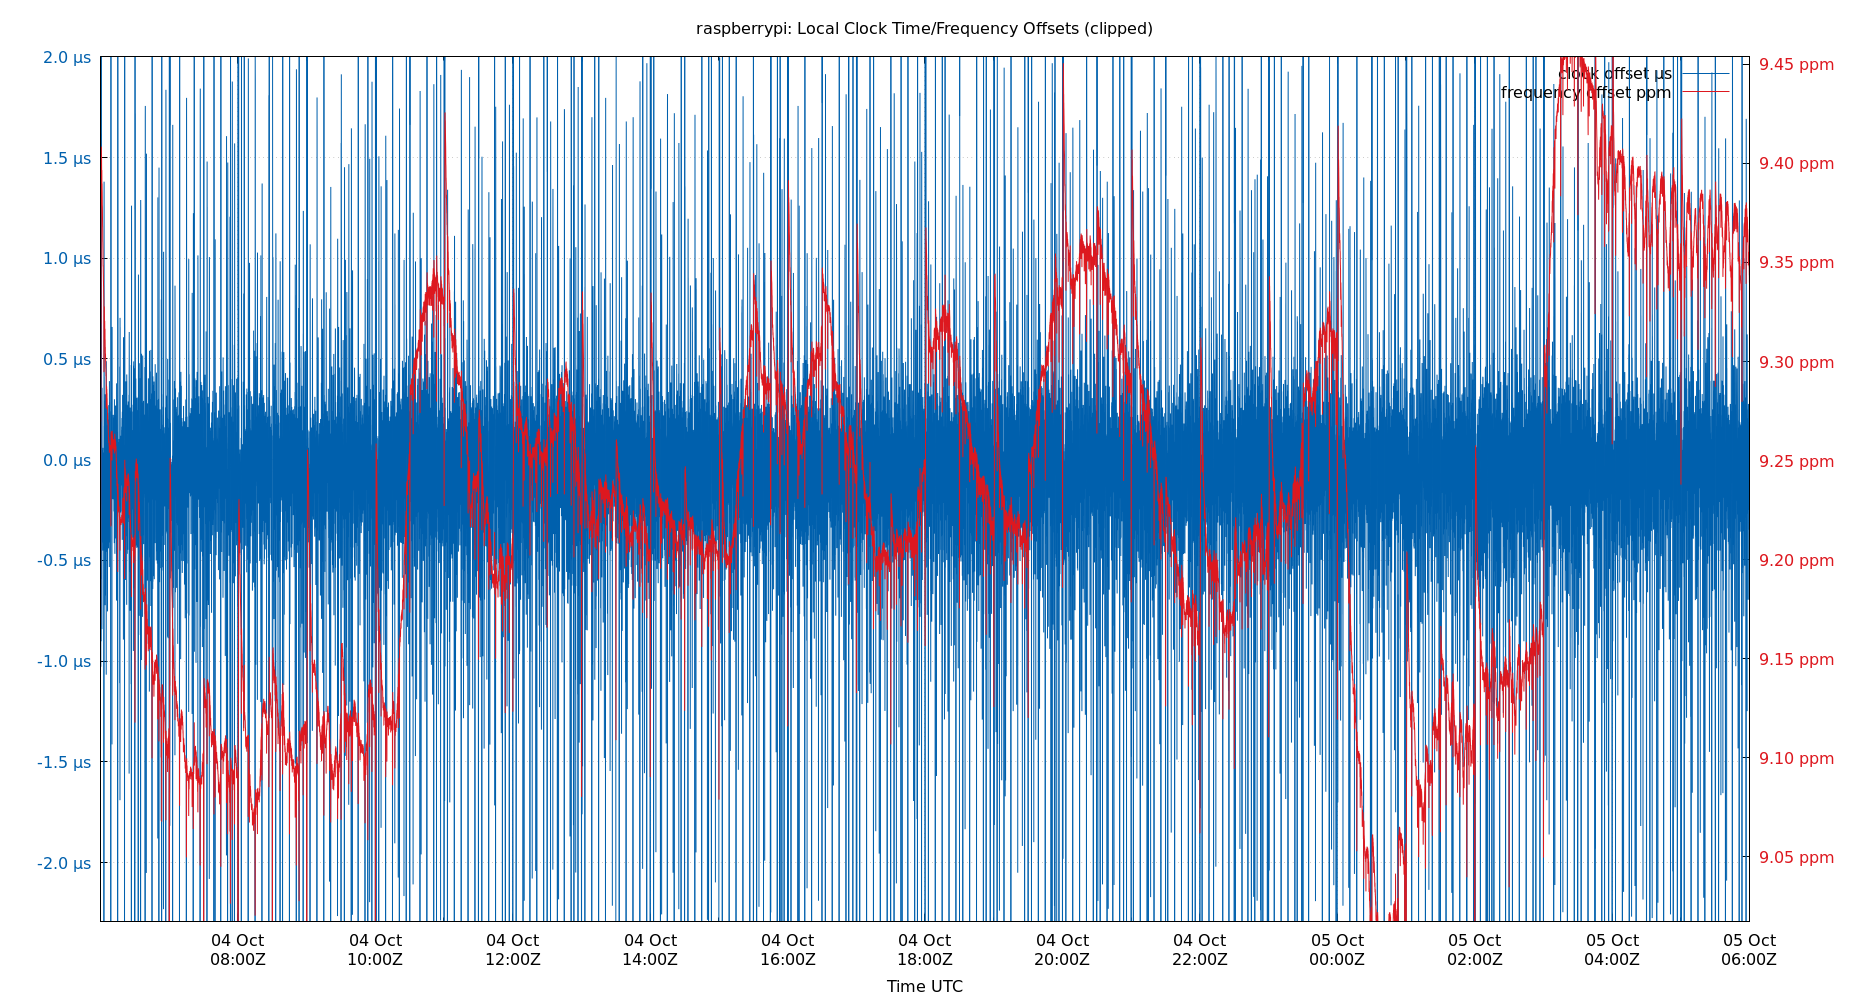 raspberrypi: Local Clock Time/Frequency Offsets (clipped)
2.0 µs
1.5 µs
1.0 µs
0.5 µs
0.0 µs
-0.5 µs
-1.0 µs
-1.5 µs
-2.0 µs
clock offset µs
frequency offset ppm
9.45 ppm
9.40 ppm
9.35 ppm
9.30 ppm
9.25 ppm
9.20 ppm
9.15 ppm
9.10 ppm
9.05 ppm
04 Oct 04 Oct 04 Oct 04 Oct 04 Oct 04 Oct 04 Oct 04 Oct 05 Oct 05 Oct 05 Oct 05 Oct
08:00Z 10:00Z 12:00Z 14:00Z 16:00Z 18:00Z 20:00Z 22:00Z 00:00Z 02:00Z 04:00Z 06:00Z
Time UTC